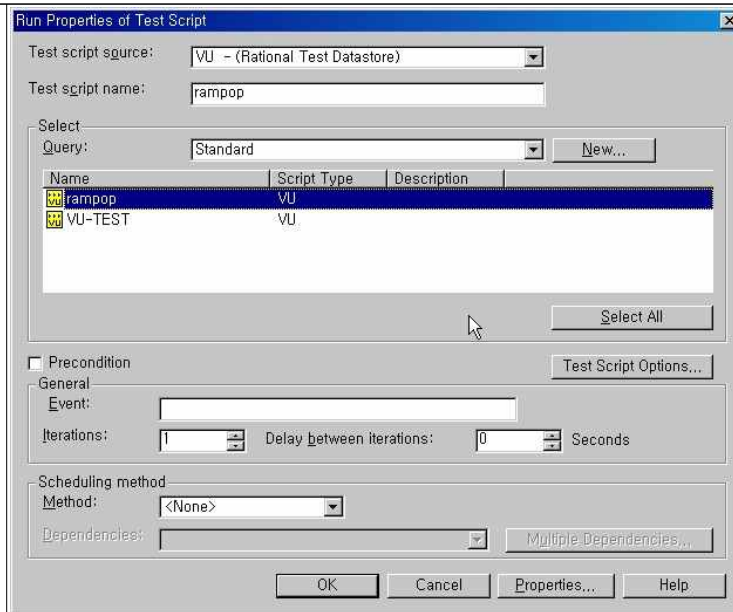 Run Properties of Test Script
Test script source: VU - (Rational Test Datastore)
Test script name: rampop
Select
Query: Standard New...
Name Script Type Description
vu rampop VU
vu VU-TEST VU
Select All
Precondition Test Script Options...
General
Event:
Iterations: 1 Delay between iterations: 0 Seconds
Scheduling method
Method: <None>
Dependencies: Multiple Dependencies...
OK Cancel Properties... Help